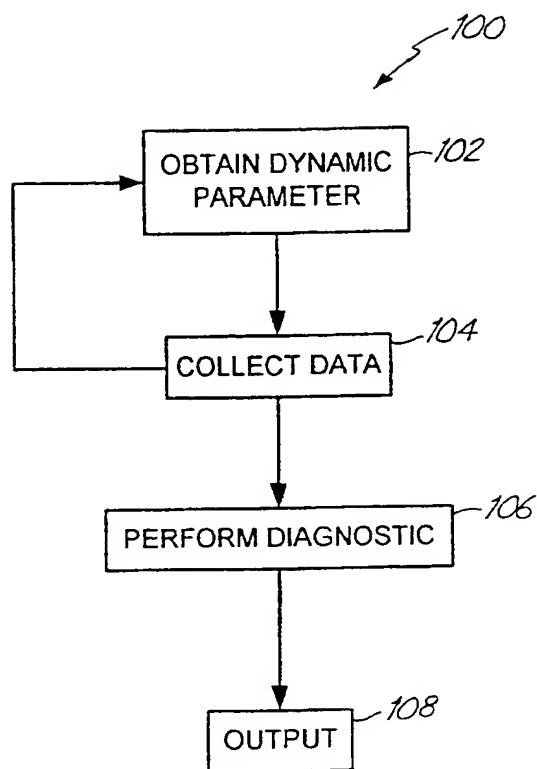 100
OBTAIN DYNAMIC
PARAMETER
102
COLLECT DATA
104
PERFORM DIAGNOSTIC
106
OUTPUT
108